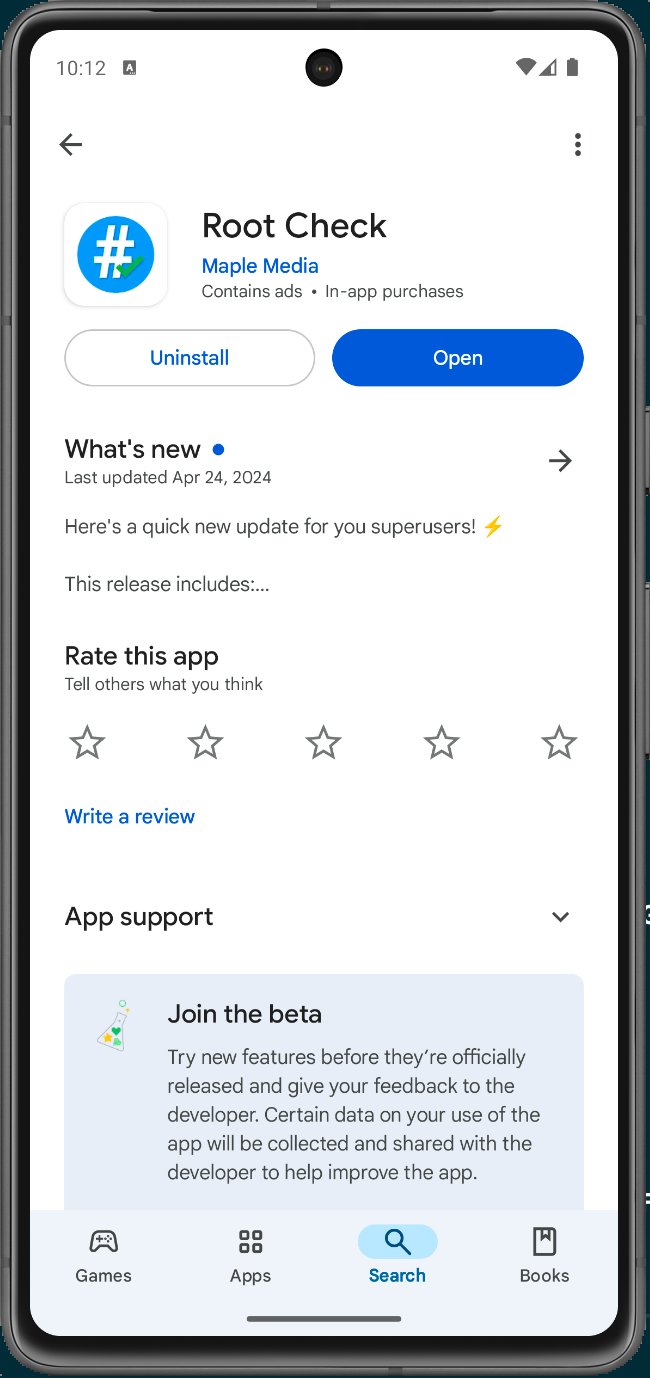 10:12
Root Check
Maple Media
Contains ads • In-app purchases
Uninstall
Open
What's new
Last updated Apr 24, 2024
Here's a quick new update for you superusers! ⚡
This release includes:...
Rate this app
Tell others what you think
Write a review
App support
Join the beta
Try new features before they’re officially
released and give your feedback to the
developer. Certain data on your use of the
app will be collected and shared with the
developer to help improve the app.
Games
Apps
Search
Books